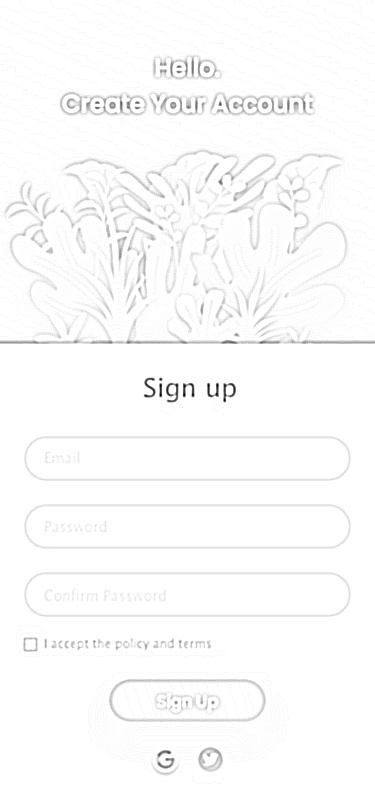 Hello.
Create Your Account
Sign up
Email
Password
Confirm Password
I accept the policy and terms
Sign Up
G